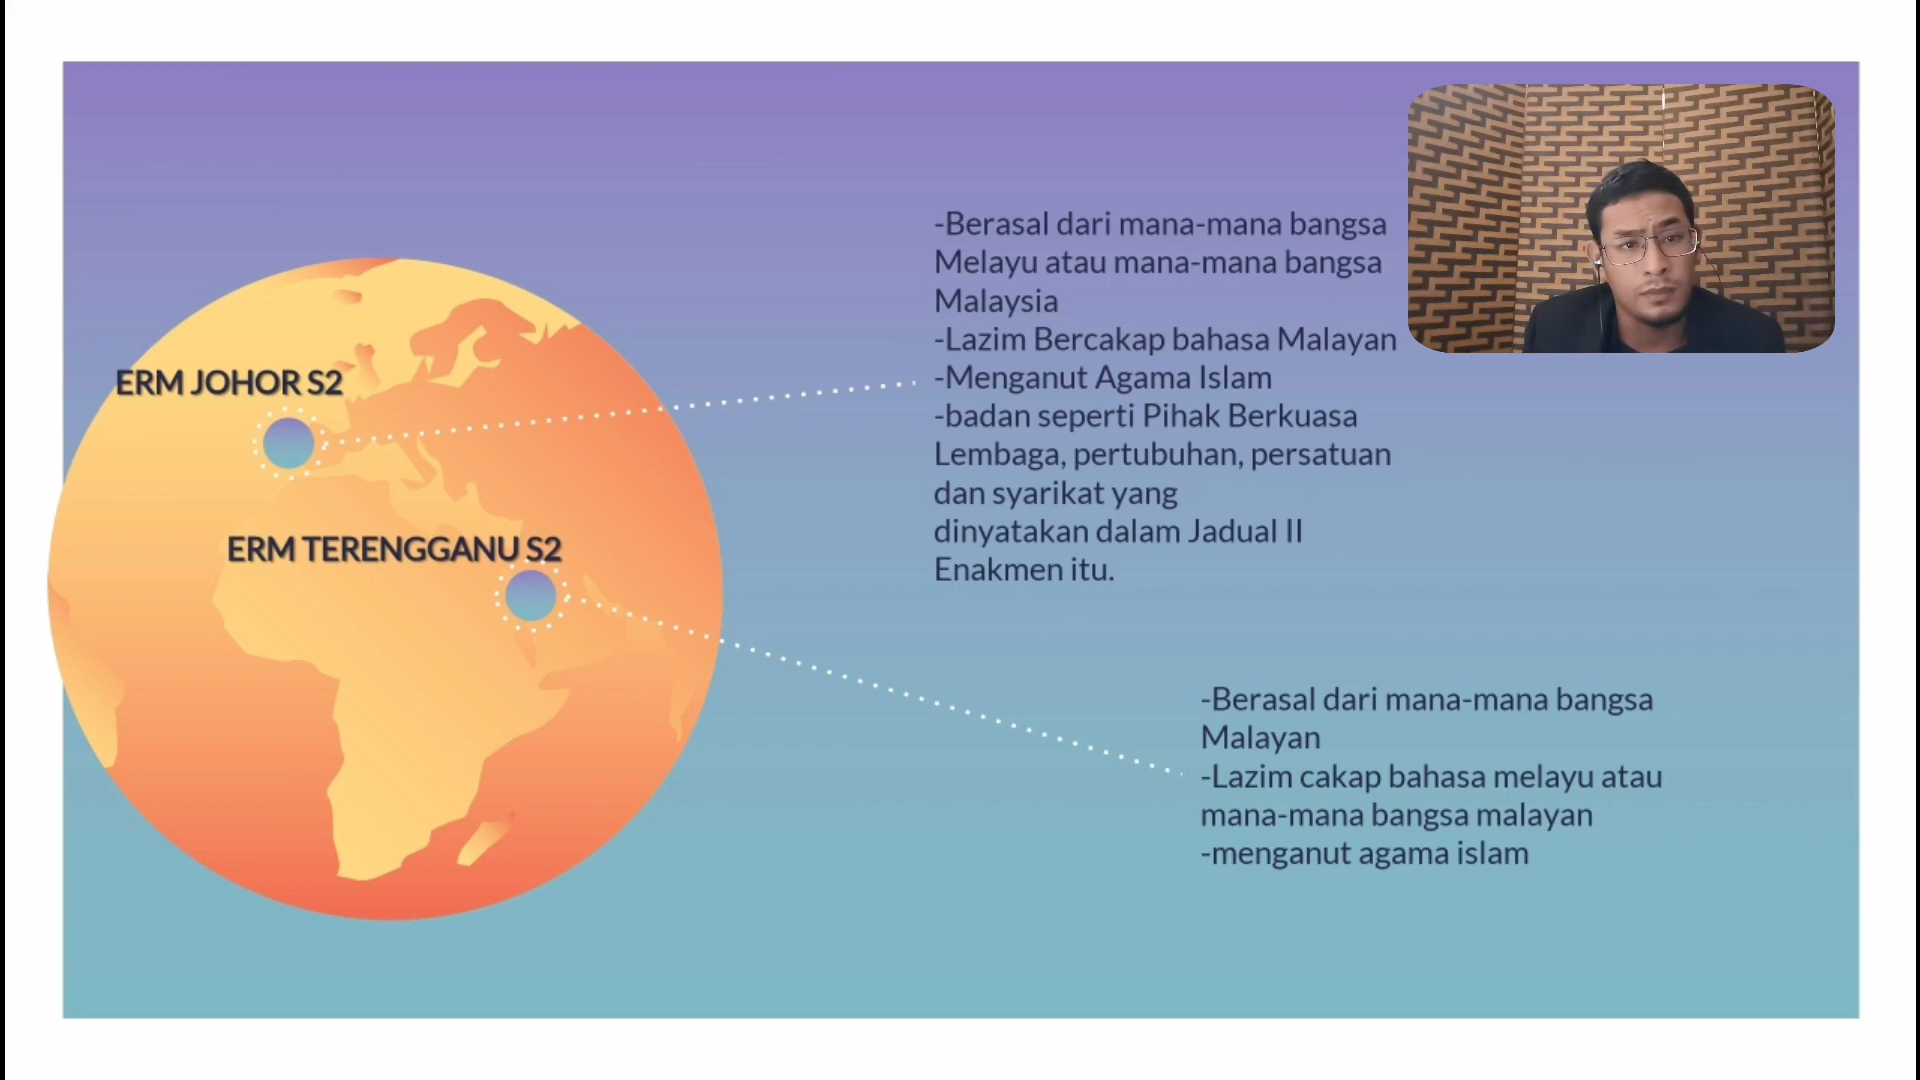 ERM JOHOR S2
-Berasal dari mana-mana bangsa
Melayu atau mana-mana bangsa
Malaysia
-Lazim Bercakap bahasa Malayan
-Menganut Agama Islam
-badan seperti Pihak Berkuasa
Lembaga, pertubuhan, persatuan
dan syarikat yang
dinyatakan dalam Jadual II
Enakmen itu.
ERM TERENGGANU S2
-Berasal dari mana-mana bangsa
Malayan
-Lazim cakap bahasa melayu atau
mana-mana bangsa malayan
-menganut agama islam